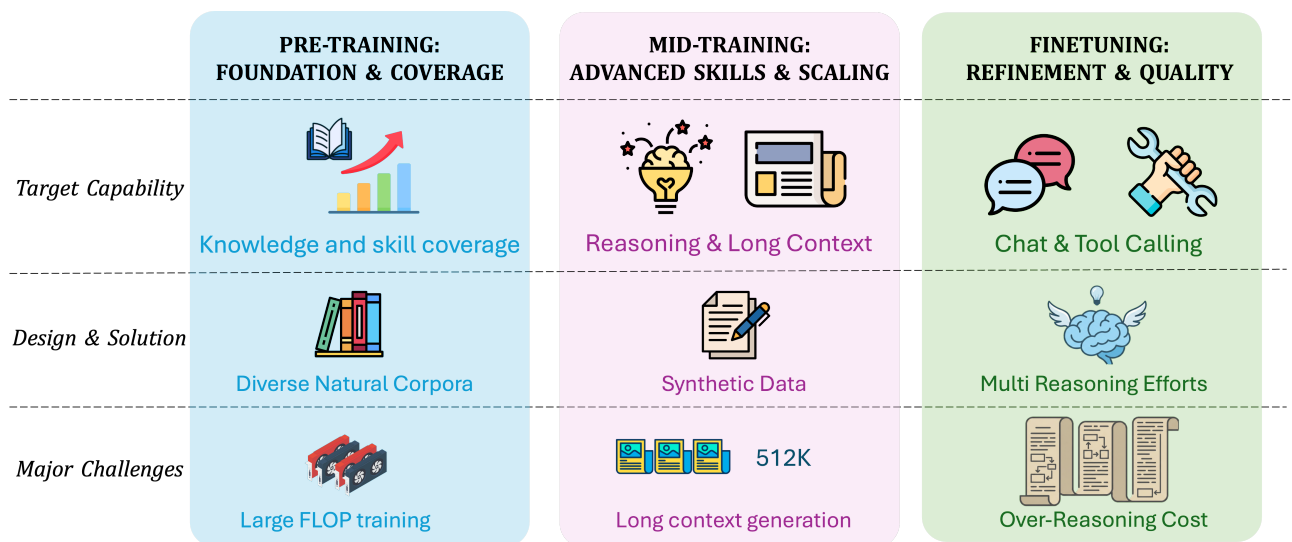 PRE-TRAINING:
FOUNDATION & COVERAGE
MID-TRAINING:
ADVANCED SKILLS & SCALING
FINETUNING:
REFINEMENT & QUALITY
Target Capability
Knowledge and skill coverage
Reasoning & Long Context
Chat & Tool Calling
Design & Solution
Diverse Natural Corpora
Synthetic Data
Multi Reasoning Efforts
Major Challenges
512K
Large FLOP training
Long context generation
Over-Reasoning Cost